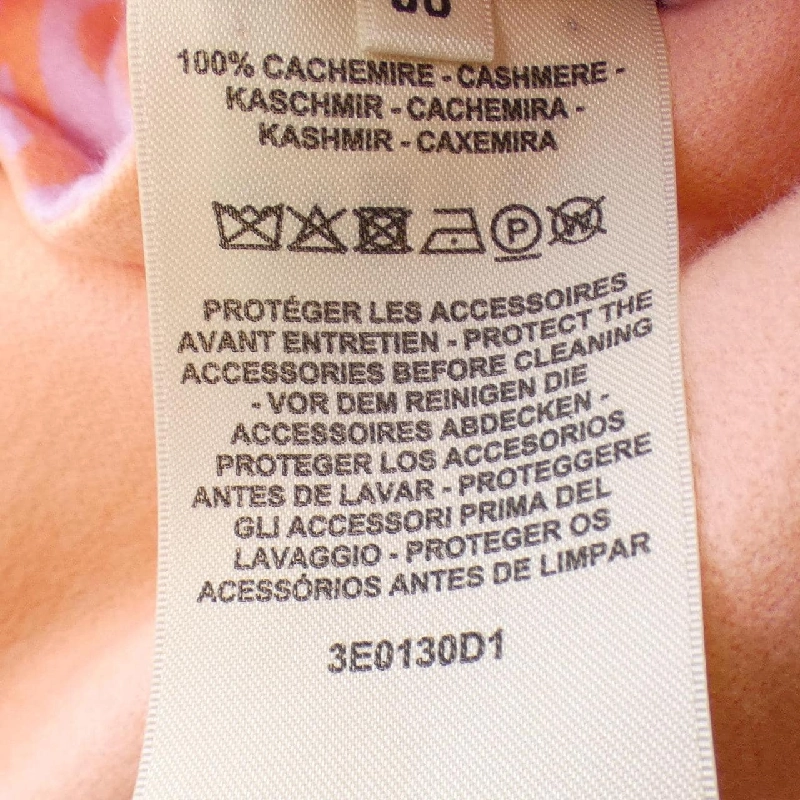 100% CACHEMIRE - CASHMERE -
KASCHMIR - CACHEMIRA -
KASHMIR - CAXEMIRA
P W
PROTÉGER LES ACCESSOIRES
AVANT ENTRETIEN - PROTECT THE
ACCESSORIES BEFORE CLEANING
- VOR DEM REINIGEN DIE
ACCESSOIRES ABDECKEN -
PROTEGER LOS ACCESORIOS
ANTES DE LAVAR - PROTEGGERE
GLI ACCESSORI PRIMA DEL
LAVAGGIO - PROTEGER OS
ACESSÓRIOS ANTES DE LIMPAR
3E0130D1